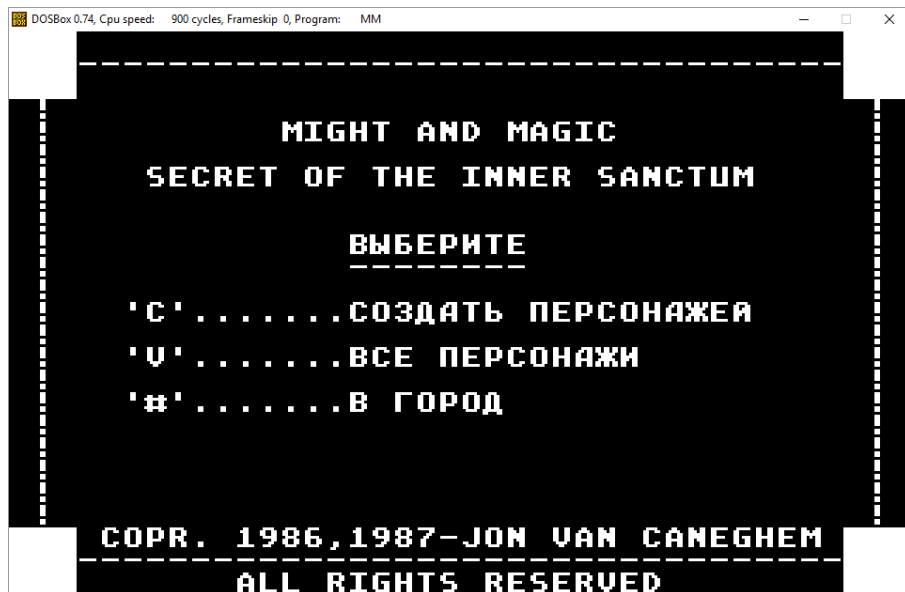 DOSBox 0.74, Cpu speed: 900 cycles, Frameskip 0, Program: MM
MIGHT AND MAGIC
SECRET OF THE INNER SANCTUM
ВЫБЕРИТЕ
'C'.......СОЗДАТЬ ПЕРСОНАЖЕЯ
'V'.......ВСЕ ПЕРСОНАЖИ
'#'.......В ГОРОД
COPR. 1986,1987-JON VAN CANEGHEM
ALL RIGHTS RESERVED